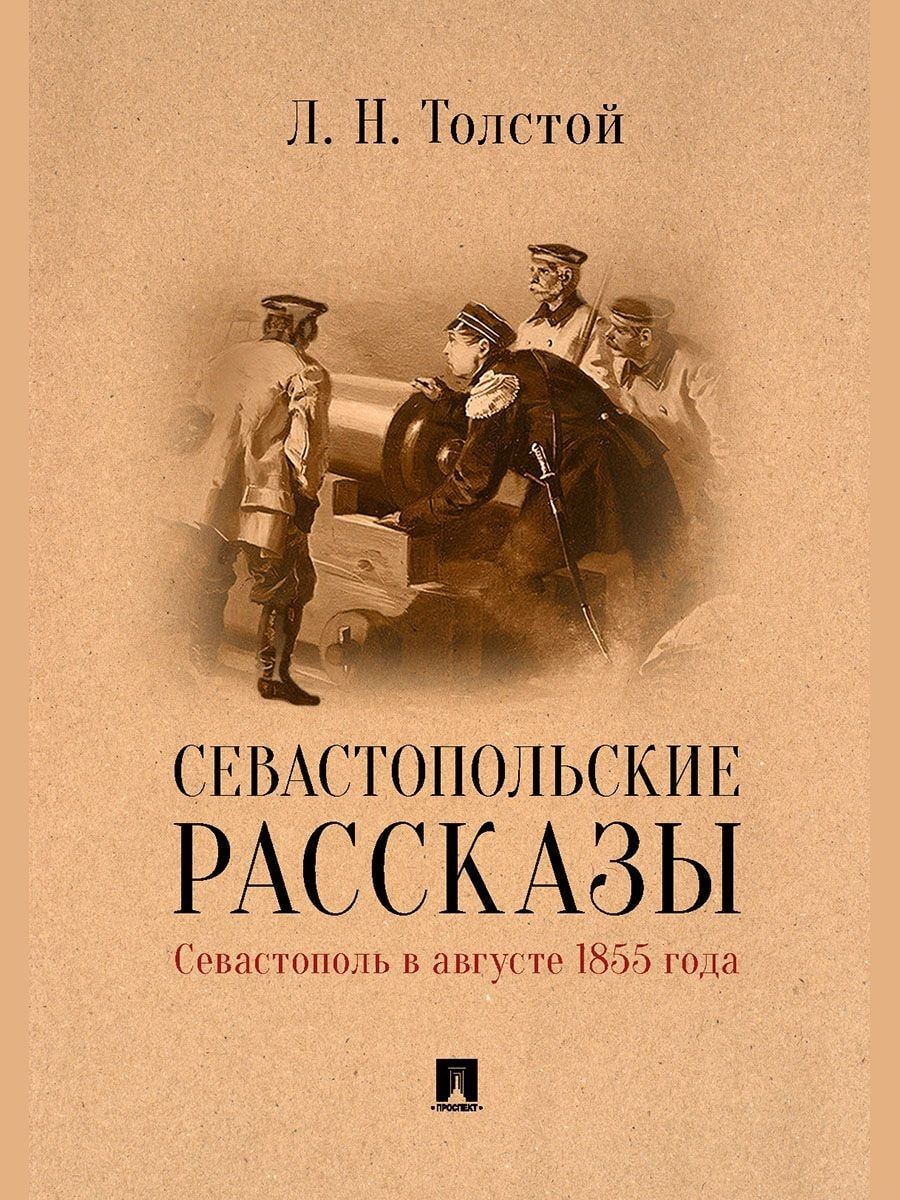 Л. Н. Толстой
СЕВАСТОПОЛЬСКИЕ
РАССКАЗЫ
Севастополь в августе 1855 года
• ПРОСПЕКТ •